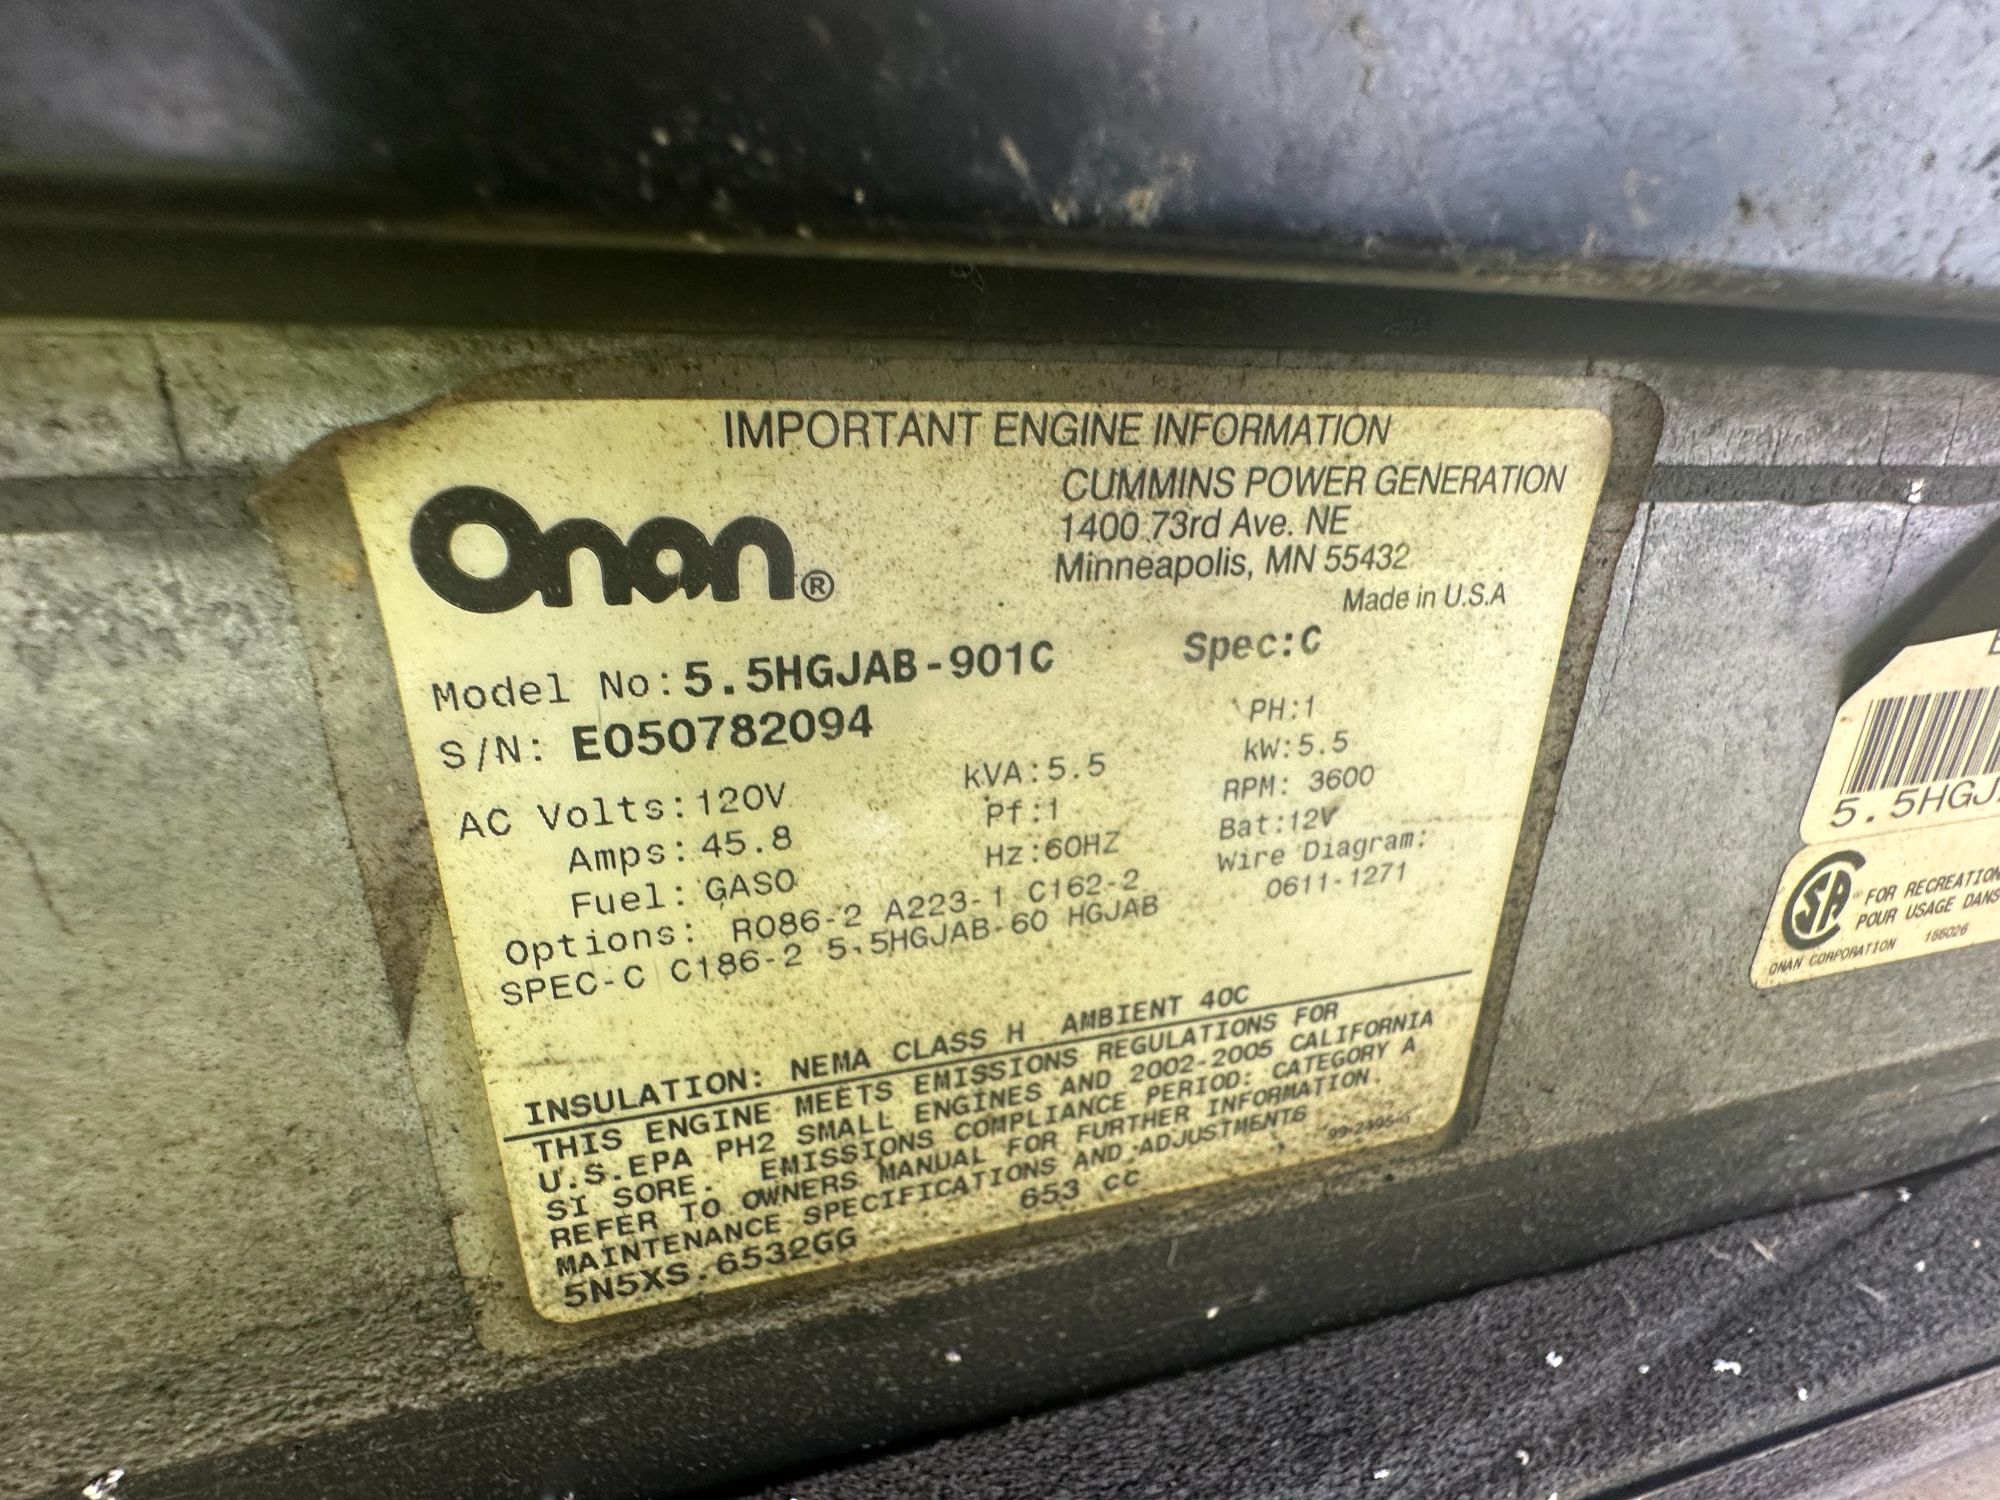 IMPORTANT ENGINE INFORMATION
Onan®
CUMMINS POWER GENERATION
1400 73rd Ave. NE
Minneapolis, MN 55432
Made in U.S.A
Model No: 5.5HGJAB-901C Spec:C
S/N: E050782094 PH:1
AC Volts: 120V kVA:5.5 kW:5.5
Amps: 45.8 Pf:1 RPM: 3600
Fuel: GASO Hz:60HZ Bat:12V
Options: R086-2 A223-1 C162-2 Wire Diagram:
SPEC-C C186-2 5.5HGJAB-60 HGJAB 0611-1271
INSULATION: NEMA CLASS H AMBIENT 40C
THIS ENGINE MEETS EMISSIONS REGULATIONS FOR
U.S.EPA PH2 SMALL ENGINES AND 2002-2005 CALIFORNIA
SI SORE. EMISSIONS COMPLIANCE PERIOD: CATEGORY A
REFER TO OWNERS MANUAL FOR FURTHER INFORMATION.
MAINTENANCE SPECIFICATIONS AND ADJUSTMENTS
5N5XS.6532GG 653 CC
5.5HGJ
SA
FOR RECREATION
POUR USAGE DANS
ONAN CORPORATION 166026